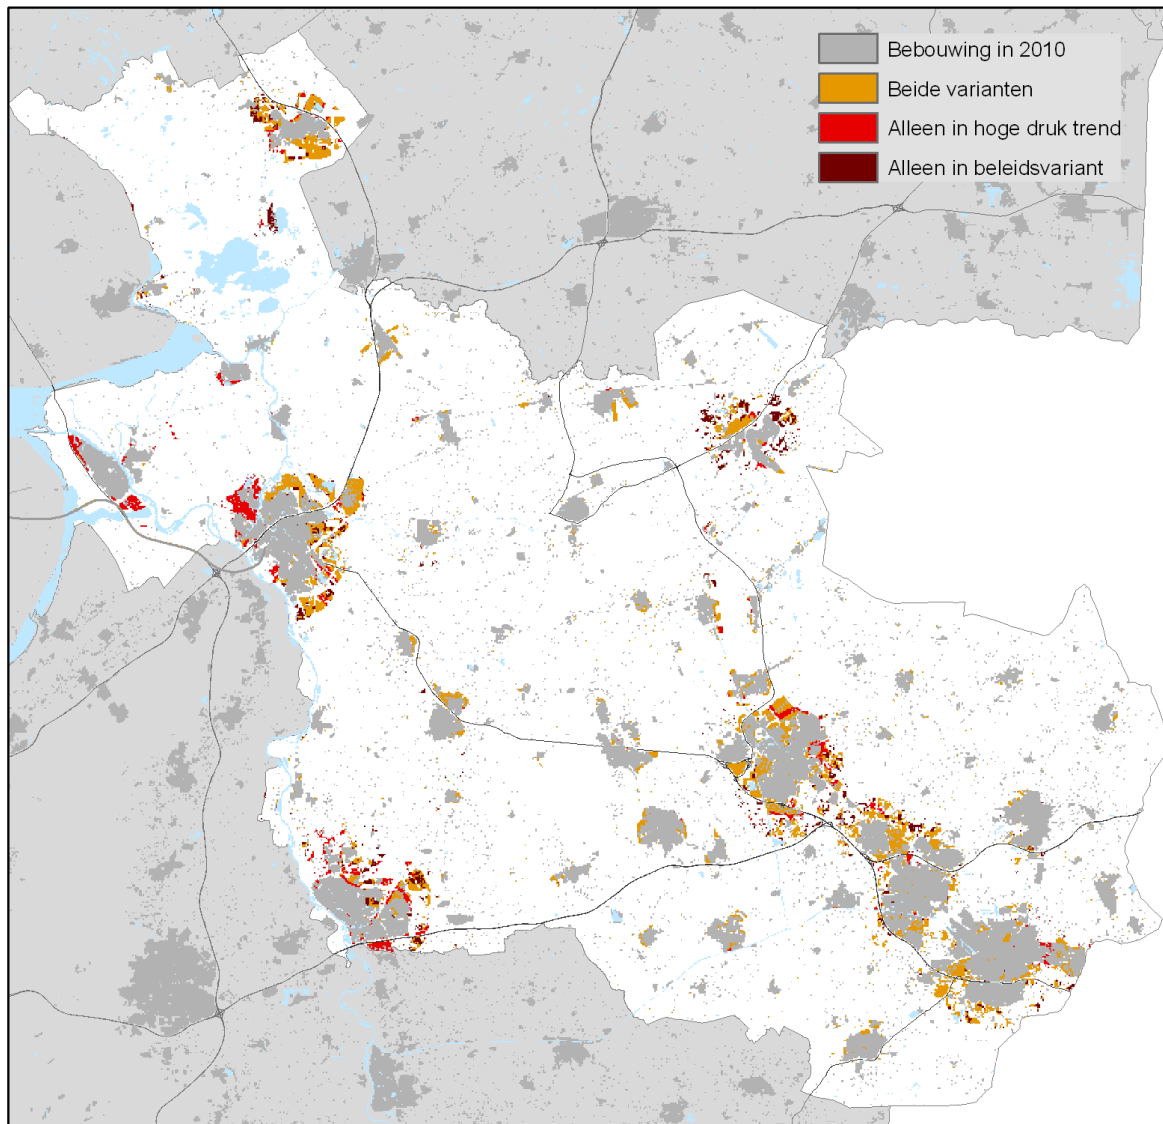 Bebouwing in 2010
Beide varianten
Alleen in hoge druk trend
Alleen in beleidsvariant